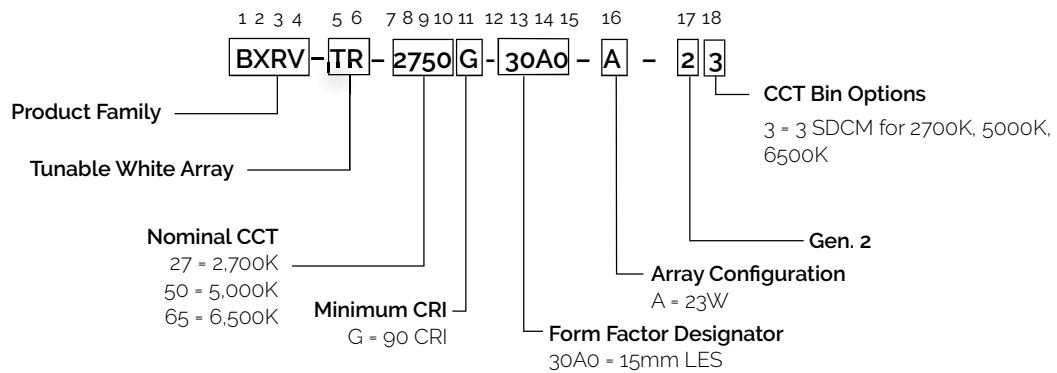 1 2 3 4 5 6 7 8 9 10 11 12 13 14 15 16 17 18
BXRV – TR – 2750 G - 30A0 – A – 2 3
Product Family
Tunable White Array
Nominal CCT
27 = 2,700K
50 = 5,000K
65 = 6,500K
Minimum CRI
G = 90 CRI
Form Factor Designator
30A0 = 15mm LES
Array Configuration
A = 23W
Gen. 2
CCT Bin Options
3 = 3 SDCM for 2700K, 5000K,
6500K